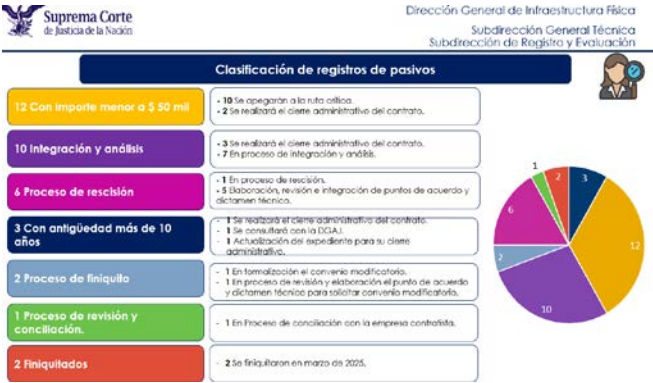 Suprema Corte
de Justicia de la Nación
Dirección General de Infraestructura Física
Subdirección General Técnica
Subdirección de Registro y Evaluación
Clasificación de registros de pasivos
12 Con importe menor a $ 50 mil
- 10 Se apegarán a la ruta crítica.
- 2 Se realizará el cierre administrativo del contrato.
10 Integración y análisis
- 3 Se realizará el cierre administrativo del contrato.
- 7 En proceso de integración y análisis.
6 Proceso de rescisión
- 1 En proceso de rescisión.
- 5 Elaboración, revisión e integración de puntos de acuerdo y
dictamen técnico.
3 Con antigüedad más de 10
años
- 1 Se realizará el cierre administrativo del contrato.
- 1 Se consultará con la DGAJ.
- 1 Actualización del expediente para su cierre
administrativo.
2 Proceso de finiquito
- 1 En formalización el convenio modificatorio.
- 1 En proceso de revisión y elaboración el punto de acuerdo
y dictamen técnico para solicitar convenio modificatorio.
1 Proceso de revisión y
conciliación.
- 1 En Proceso de conciliación con la empresa contratista.
2 Finiquitados
- 2 Se finiquitaron en marzo de 2025.
1
2
3
6
12
2
10